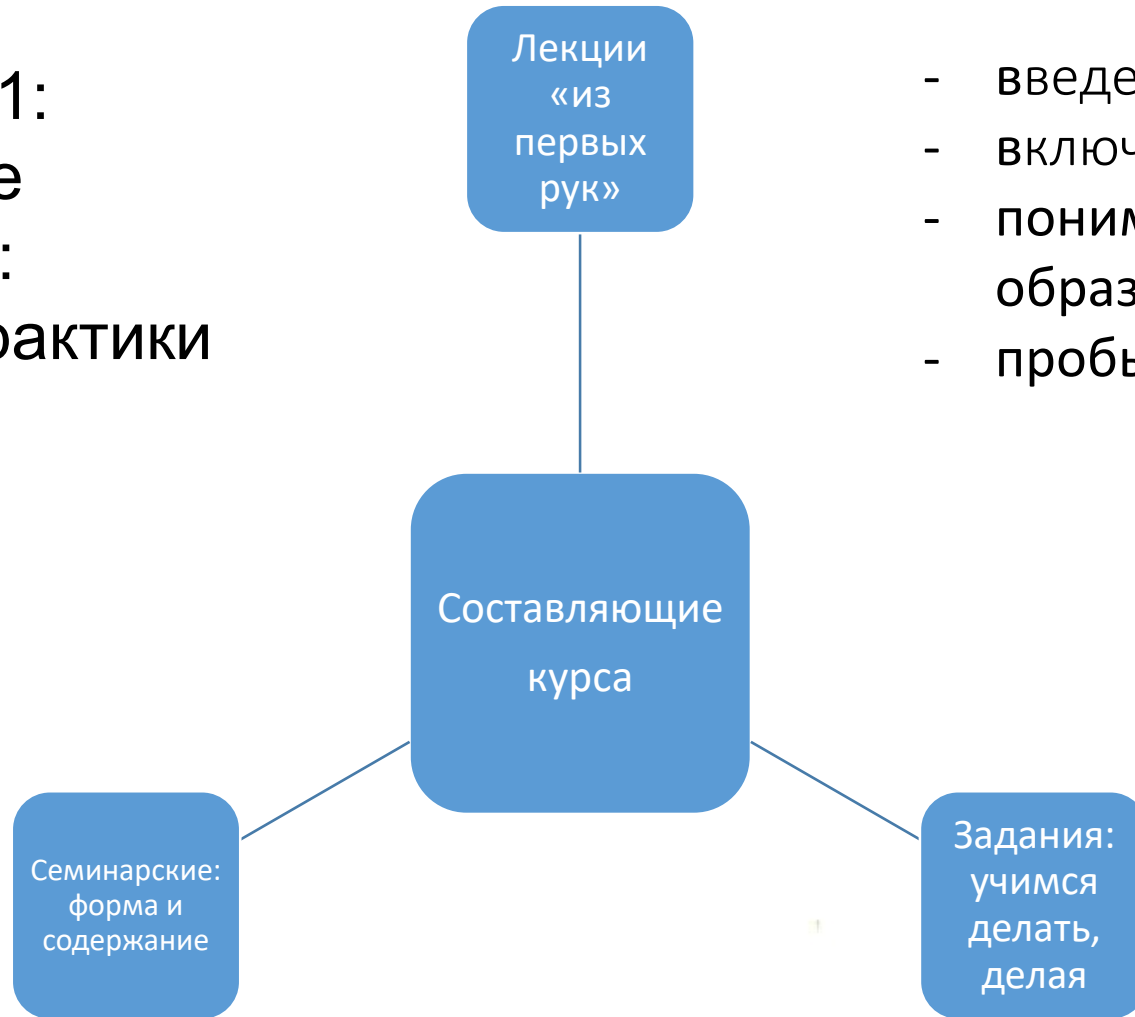 1:
е
:
рактики
Лекции
«из
первых
рук»
- введе
- включ
- поним
образ
- проб
Составляющие
курса
Семинарские:
форма и
содержание
Задания:
учимся
делать,
делая